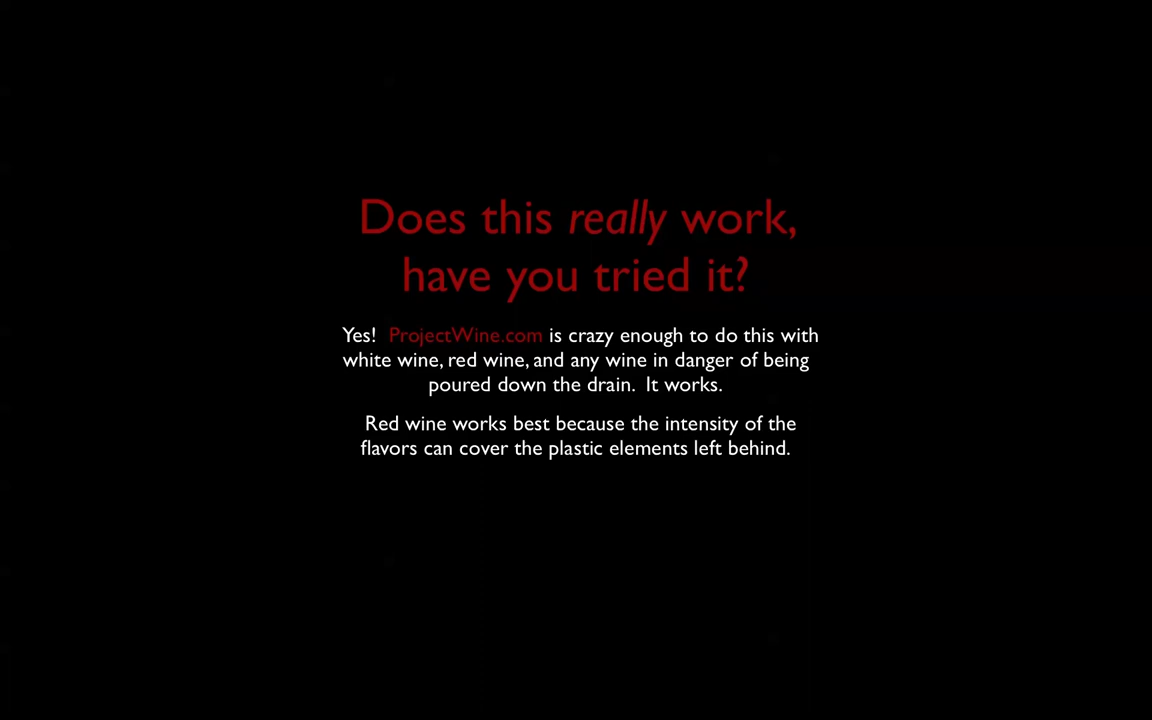 Does this really work,
have you tried it?
Yes! ProjectWine.com is crazy enough to do this with
white wine, red wine, and any wine in danger of being
poured down the drain. It works.
Red wine works best because the intensity of the
flavors can cover the plastic elements left behind.